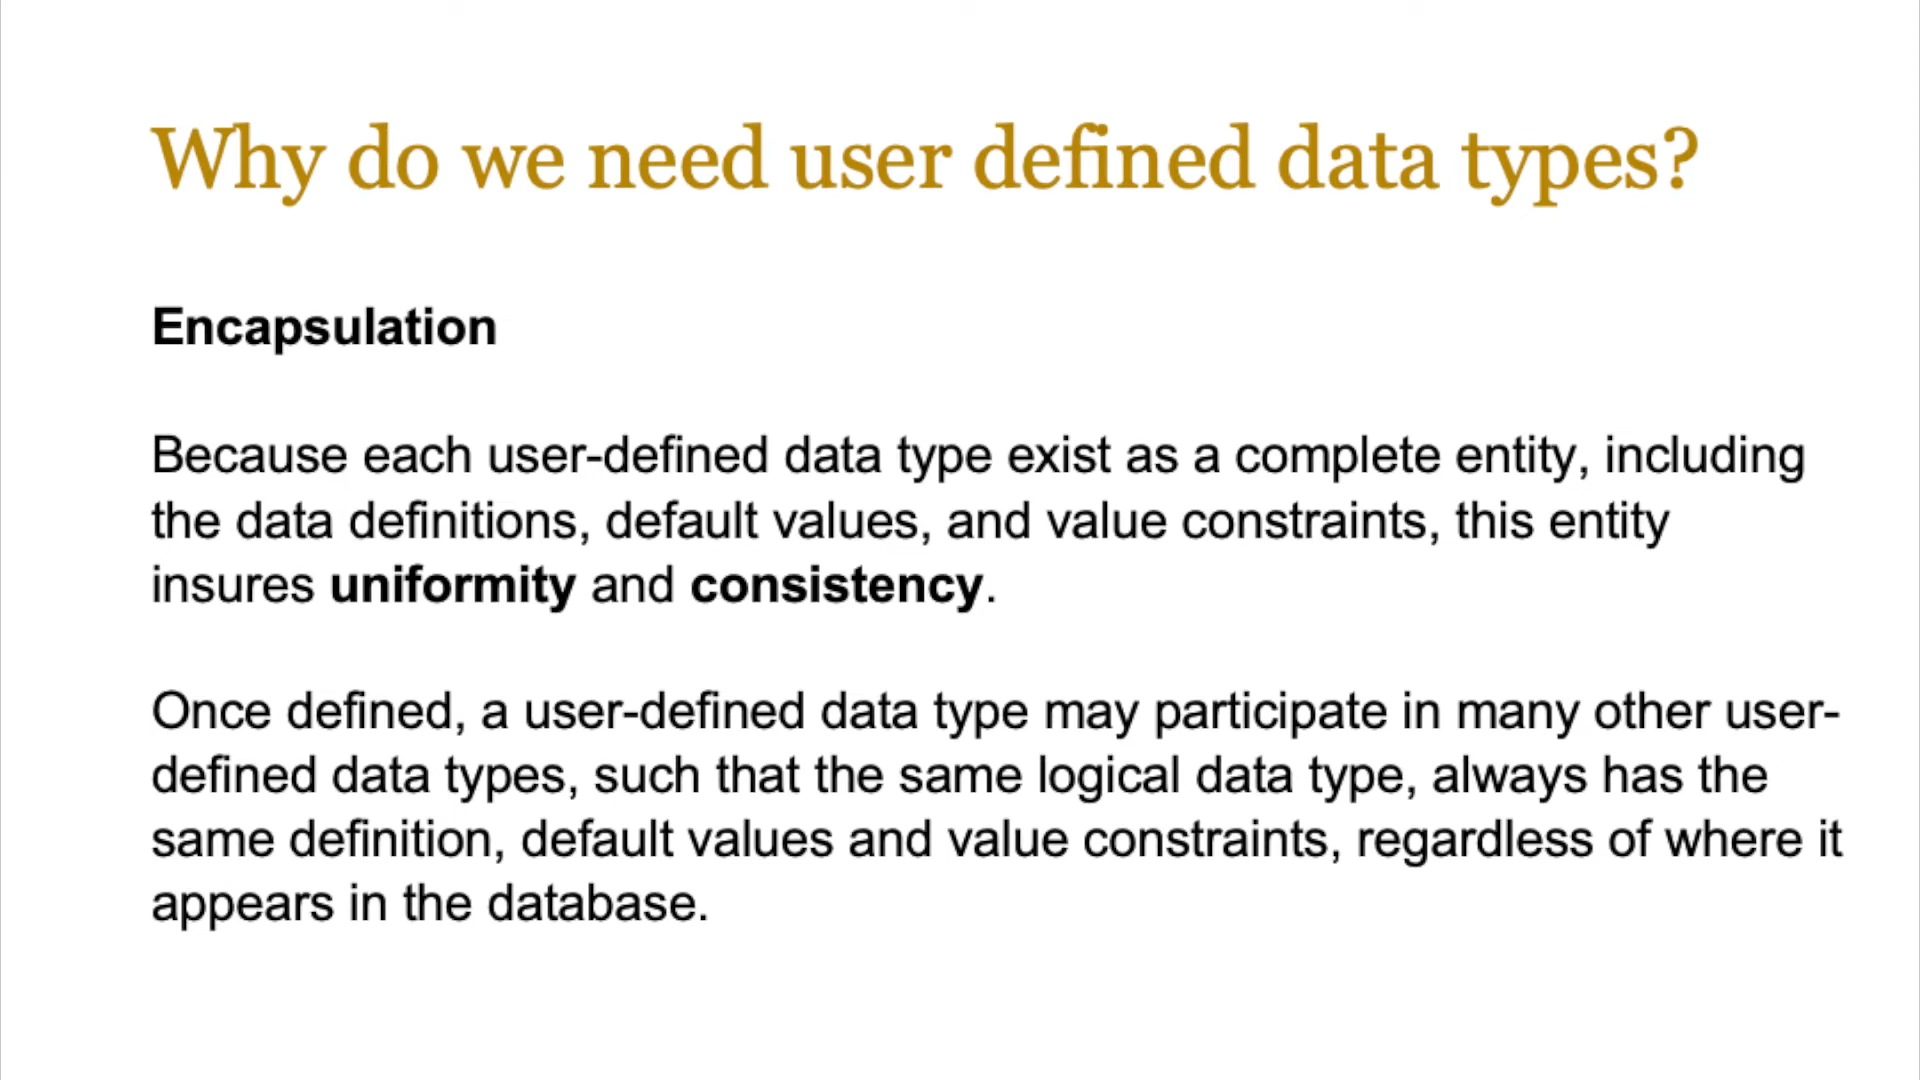 Why do we need user defined data types?
Encapsulation
Because each user-defined data type exist as a complete entity, including
the data definitions, default values, and value constraints, this entity
insures uniformity and consistency.
Once defined, a user-defined data type may participate in many other user-
defined data types, such that the same logical data type, always has the
same definition, default values and value constraints, regardless of where it
appears in the database.